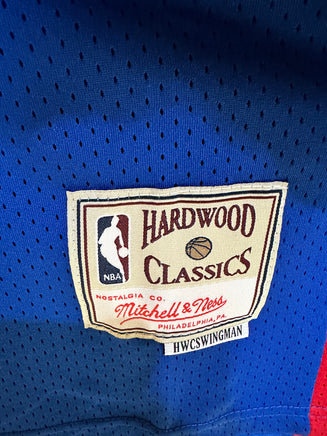 HARDWOOD
CLASSICS
NBA
NOSTALGIA CO.
Mitchell & Ness
PHILADELPHIA, PA.
HWCSWINGMAN